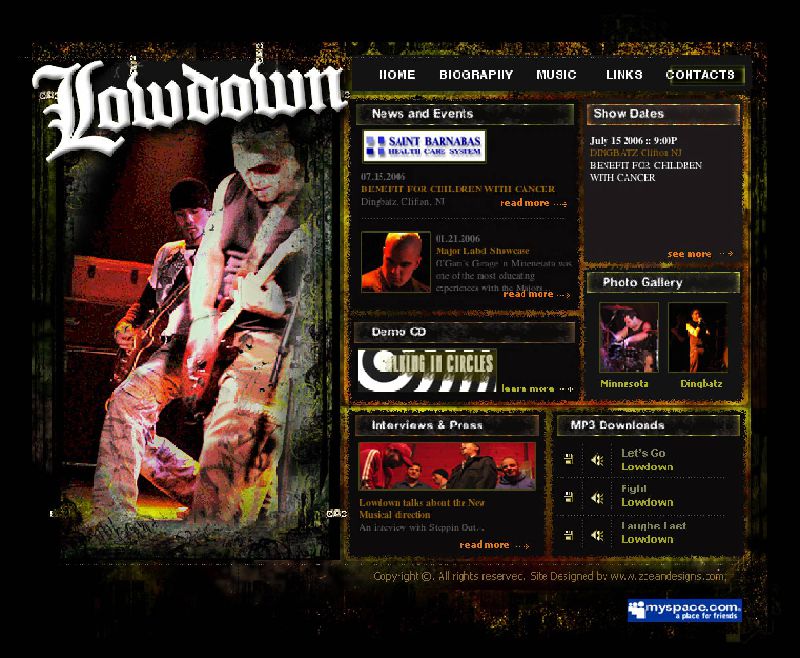 Lowdown
HOME BIOGRAPHY MUSIC LINKS CONTACTS
News and Events
SAINT BARNABAS
HEALTH CARE SYSTEM
07.15.2006
BENEFIT FOR CHILDREN WITH CANCER
Dingbatz, Clifton, NJ
read more
01.21.2006
Major Label Showcase
O'Gara's Garage in Minnesota was
one of the most educating
experiences with the Majors
read more
Show Dates
July 15 2006 :: 9:00P
DINGBATZ Clifton NJ
BENEFIT FOR CHILDREN
WITH CANCER
see more
Photo Gallery
Minnesota Dingbatz
Demo CD
IN CIRCLES
learn more
Interviews & Press
Lowdown talks about the New
Musical direction
An interview with Steppin Out...
read more
MP3 Downloads
Let's Go
Lowdown
Fight
Lowdown
Laughs Last
Lowdown
Copyright ©. All rights reserved. Site Designed by www.zoeandesigns.com
myspace.com
a place for friends